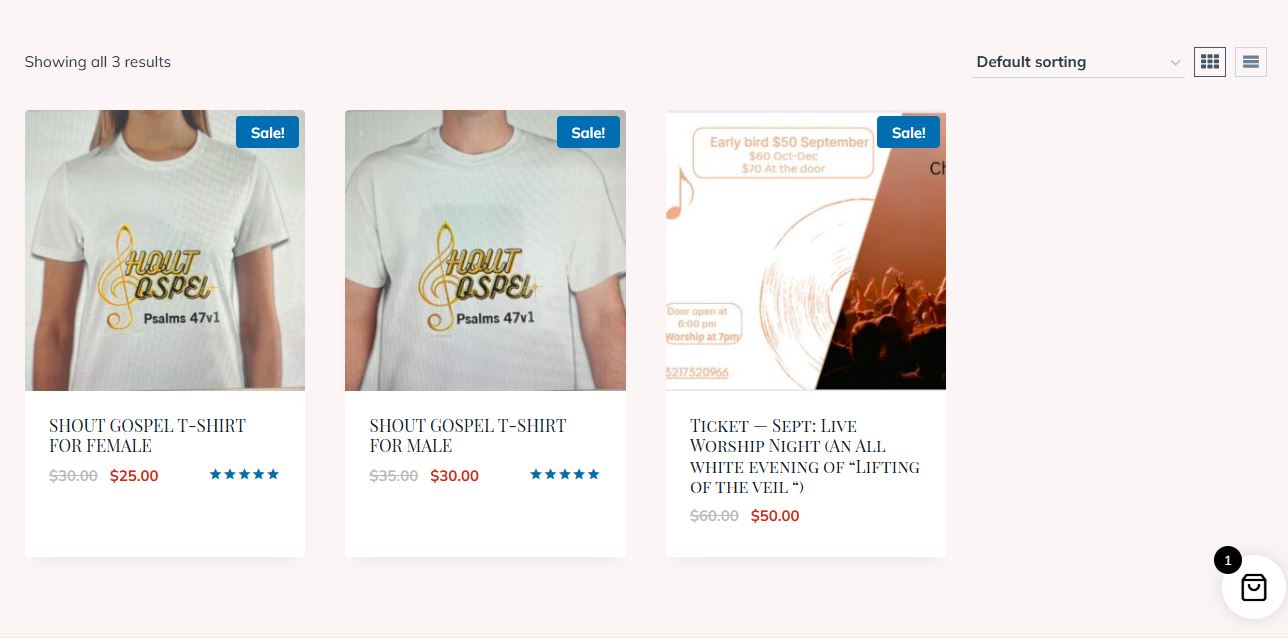 Showing all 3 results
Default sorting
Sale!
SHOUT
GOSPEL
Psalms 47v1
SHOUT GOSPEL T-SHIRT
FOR FEMALE
$30.00 $25.00
Sale!
SHOUT
GOSPEL
Psalms 47v1
SHOUT GOSPEL T-SHIRT
FOR MALE
$35.00 $30.00
Sale!
Early bird $50 September
$60 Oct-Dec
$70 At the door
Ch
Door open at
6:00 pm
Worship at 7pm
3217320966
Ticket – Sept: Live
Worship Night (An All
white evening of “Lifting
of the veil “)
$60.00 $50.00
1